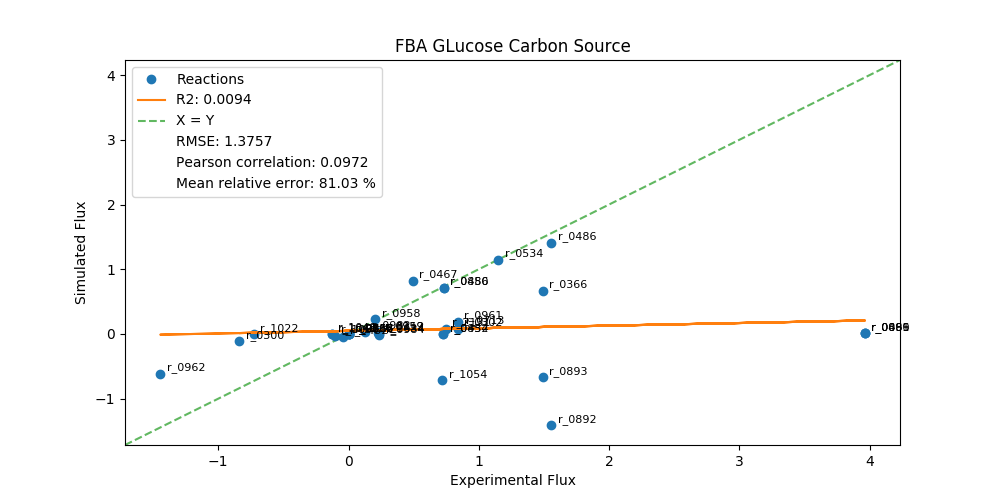 FBA GLucose Carbon Source
Reactions
R2: 0.0094
X = Y
RMSE: 1.3757
Pearson correlation: 0.0972
Mean relative error: 81.03 %
4
3
2
1
0
−1
Simulated Flux
r_0486
r_0534
r_0366
r_0467
r_0958
r_0961
r_1022
r_0300
r_0962
r_1054
r_0893
r_0892
−1
0
1
2
3
4
Experimental Flux